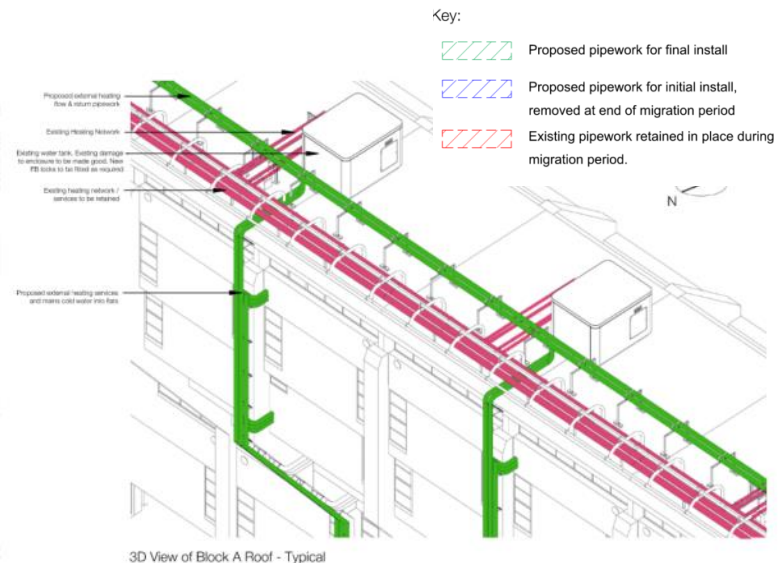 Key:
Proposed pipework for final install
Proposed pipework for initial install,
removed at end of migration period
Existing pipework retained in place during
migration period.
Proposed external heating
flow & return pipework
Existing Heating Network
Existing water tank. Existing damage
to enclosure to be made good. New
FB locks to be fitted as required
Existing heating network /
services to be retained
N
Proposed external heating services
and mains cold water into flats
3D View of Block A Roof - Typical